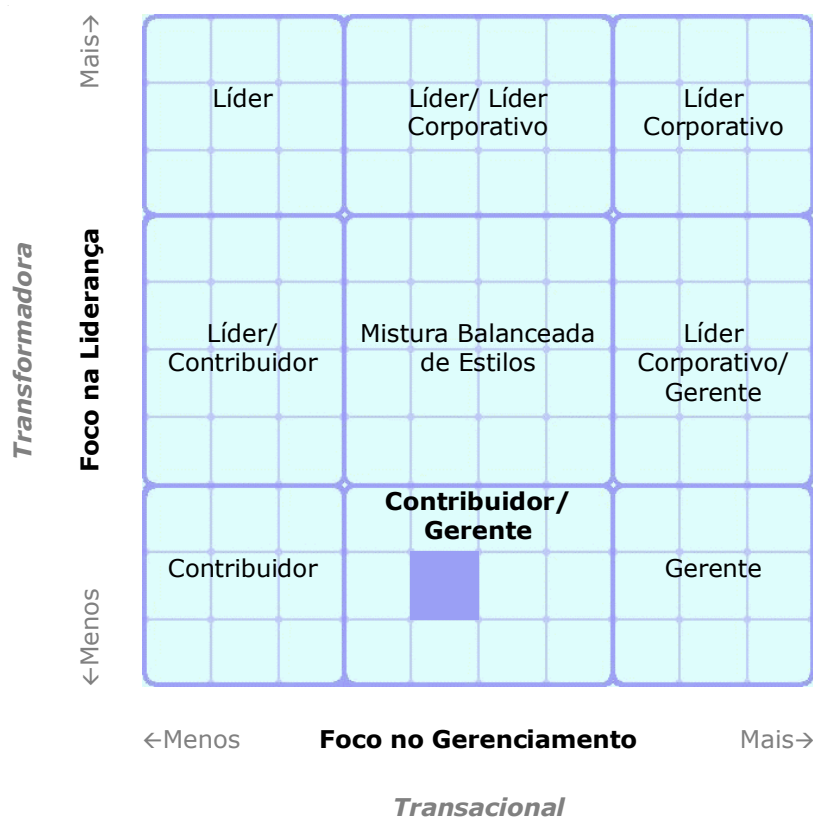 Mais→
Líder
Líder/ Líder
Corporativo
Líder
Corporativo
Transformadora
Foco na Liderança
Líder/
Contribuidor
Mistura Balanceada
de Estilos
Líder
Corporativo/
Gerente
Contribuidor/
Gerente
Contribuidor
Gerente
←Menos
←Menos
Foco no Gerenciamento
Mais→
Transacional